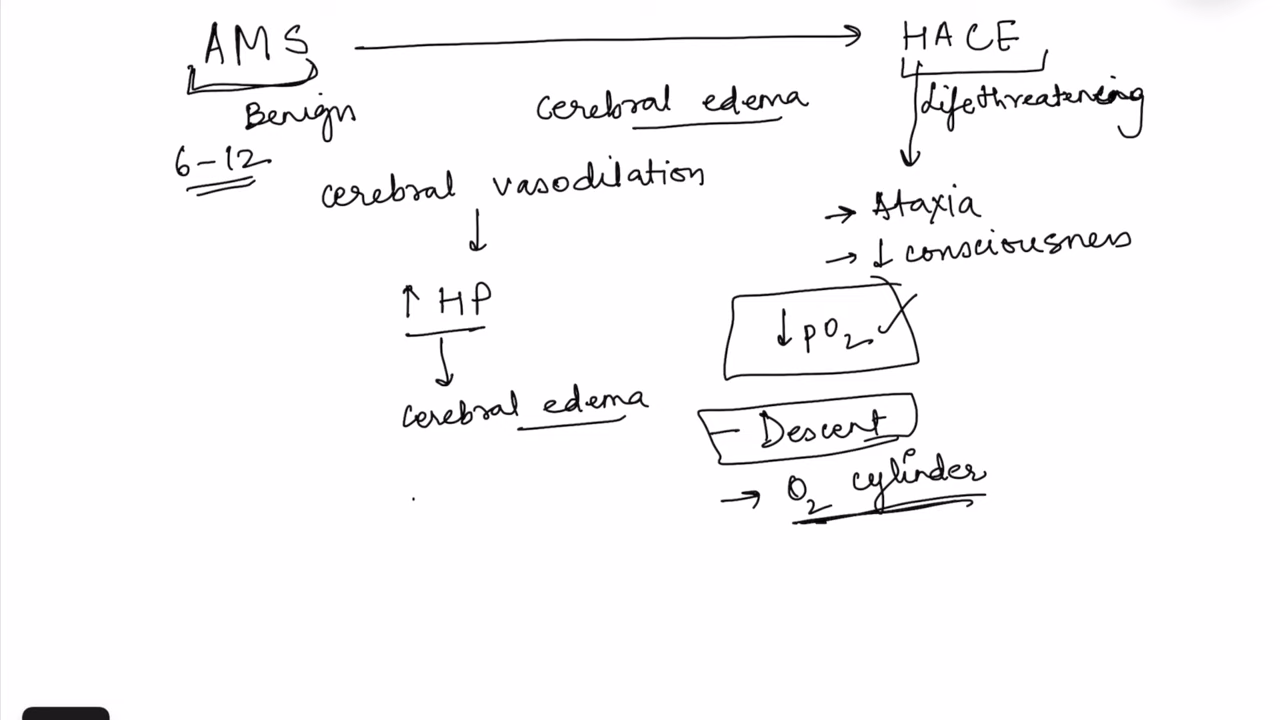 AMS → HACE
Benign
cerebral edema
Lifethreatening
6-12
cerebral vasodilation
↓
→ Ataxia
→ ↓ consciousness
↑ HP
↓
↓ pO₂ ✓
cerebral edema
- Descent
→ O₂ cylinder